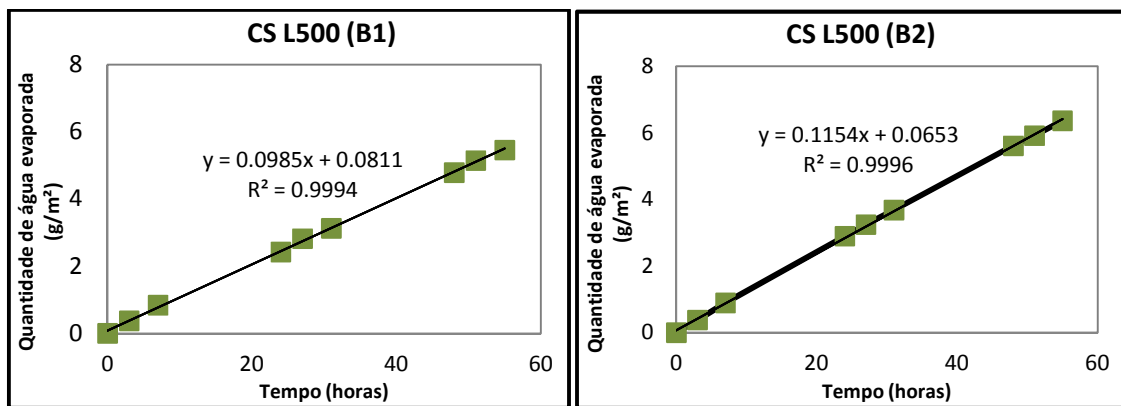 CS L500 (B1)
Quantidade de água evaporada
(g/m²)
8
6
4
2
0
y = 0.0985x + 0.0811
R² = 0.9994
0
20
40
60
Tempo (horas)
CS L500 (B2)
Quantidade de água evaporada
(g/m²)
8
6
4
2
0
y = 0.1154x + 0.0653
R² = 0.9996
0
20
40
60
Tempo (horas)